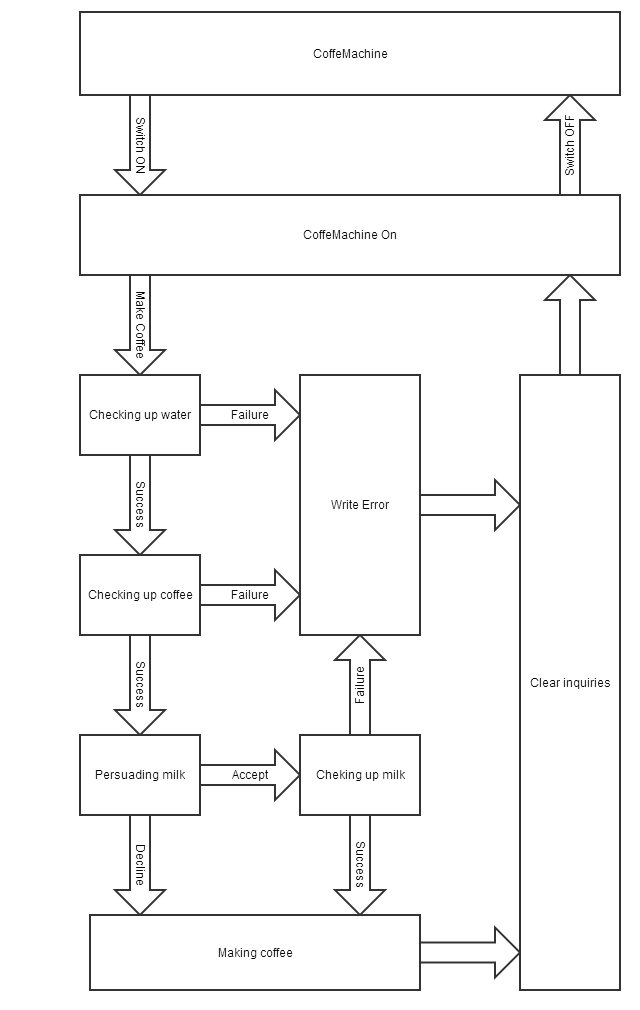 CoffeMachine
Switch ON
Switch OFF
CoffeMachine On
Make Coffee
Checking up water
Failure
Write Error
Success
Checking up coffee
Failure
Success
Failure
Clear inquiries
Persuading milk
Accept
Cheking up milk
Decline
Success
Making coffee